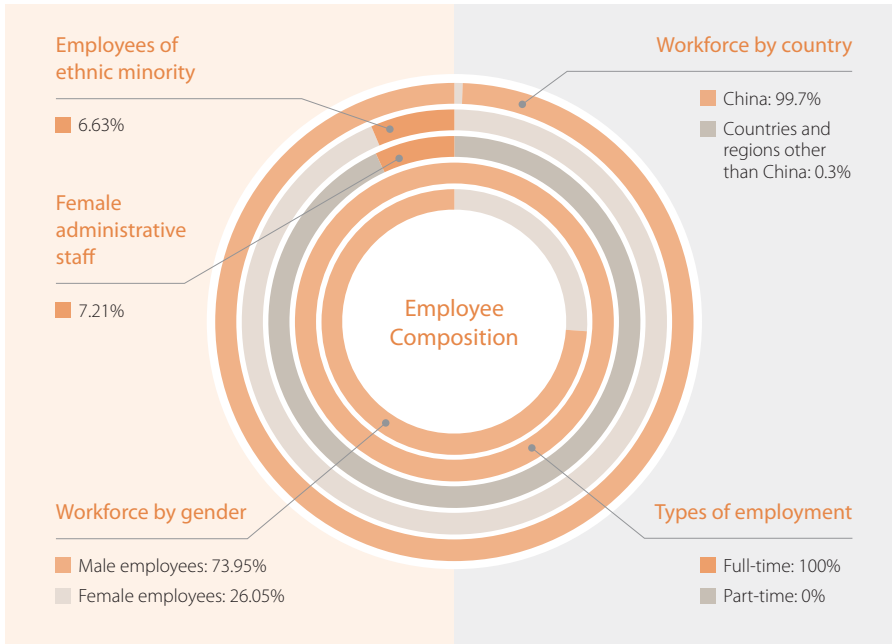 Employees of
ethnic minority
6.63%
Female
administrative
staff
7.21%
Workforce by country
China: 99.7%
Countries and
regions other
than China: 0.3%
Employee
Composition
Workforce by gender
Male employees: 73.95%
Female employees: 26.05%
Types of employment
Full-time: 100%
Part-time: 0%